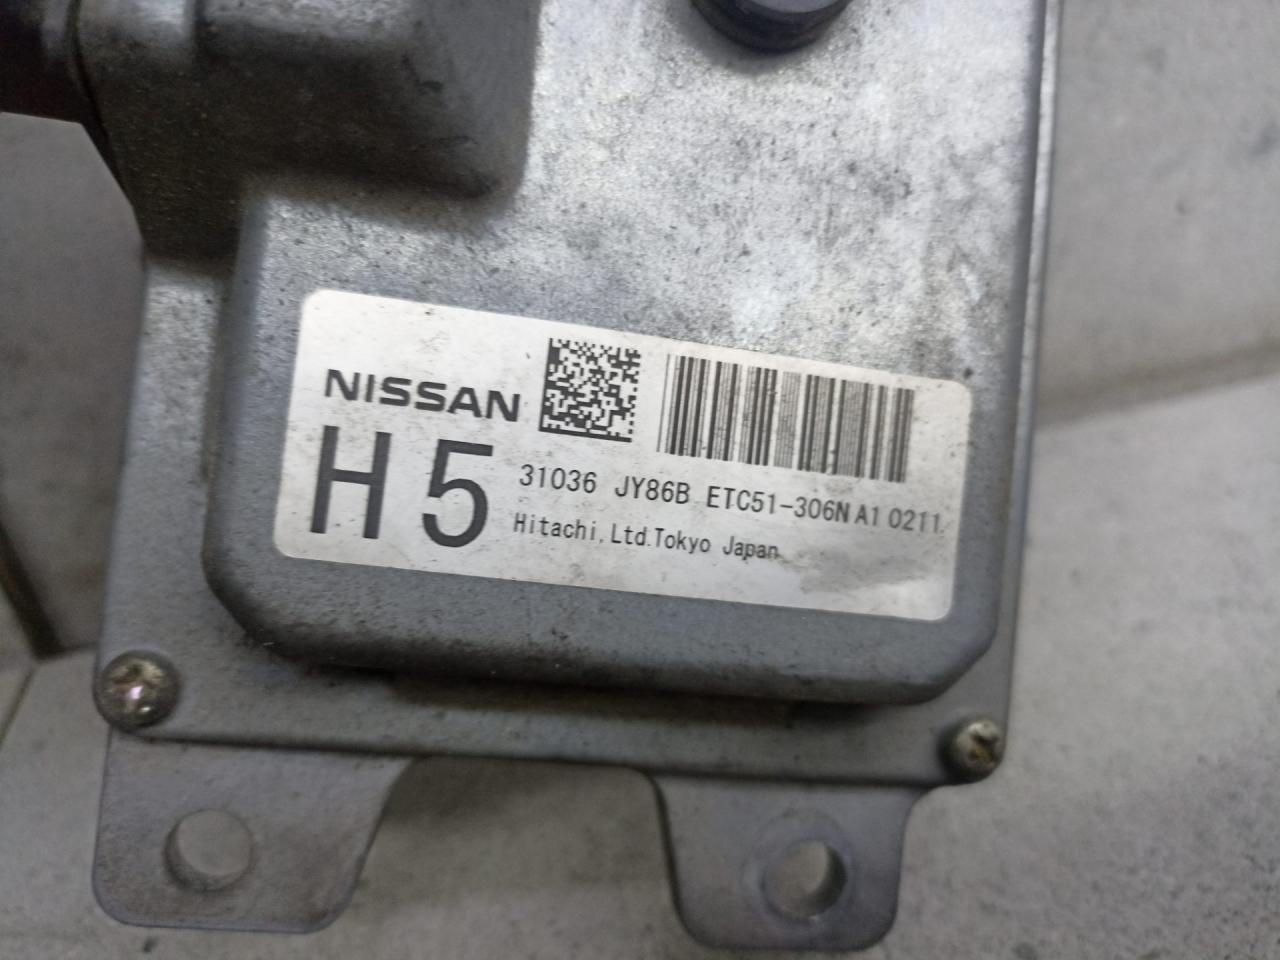 NISSAN
H5
31036 JY86B ETC51-306N A1 0211
Hitachi, Ltd. Tokyo Japan